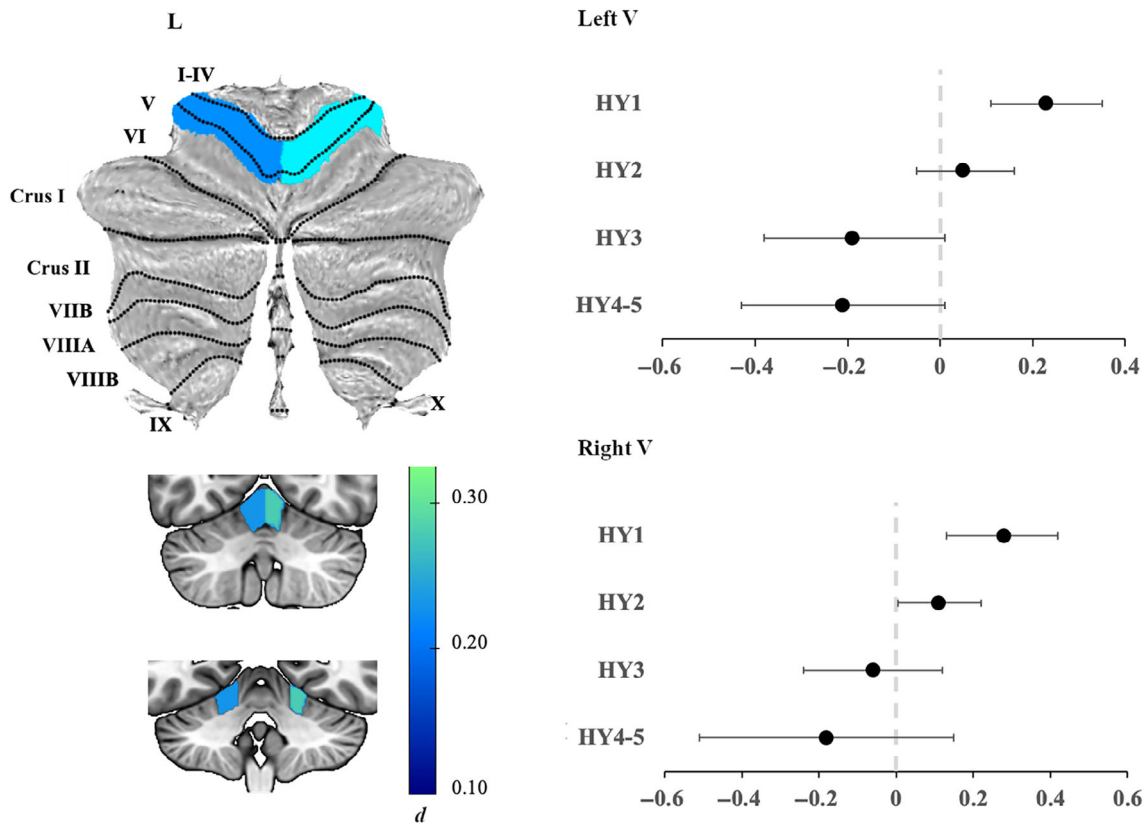 L
I-IV
V
VI
Crus I
Crus II
VIIB
VIIIA
VIIIB
IX
X
0.30
0.20
0.10
d
Left V
HY1
HY2
HY3
HY4-5
−0.6 −0.4 −0.2 0 0.2 0.4
Right V
HY1
HY2
HY3
HY4-5
−0.6 −0.4 −0.2 0 0.2 0.4 0.6